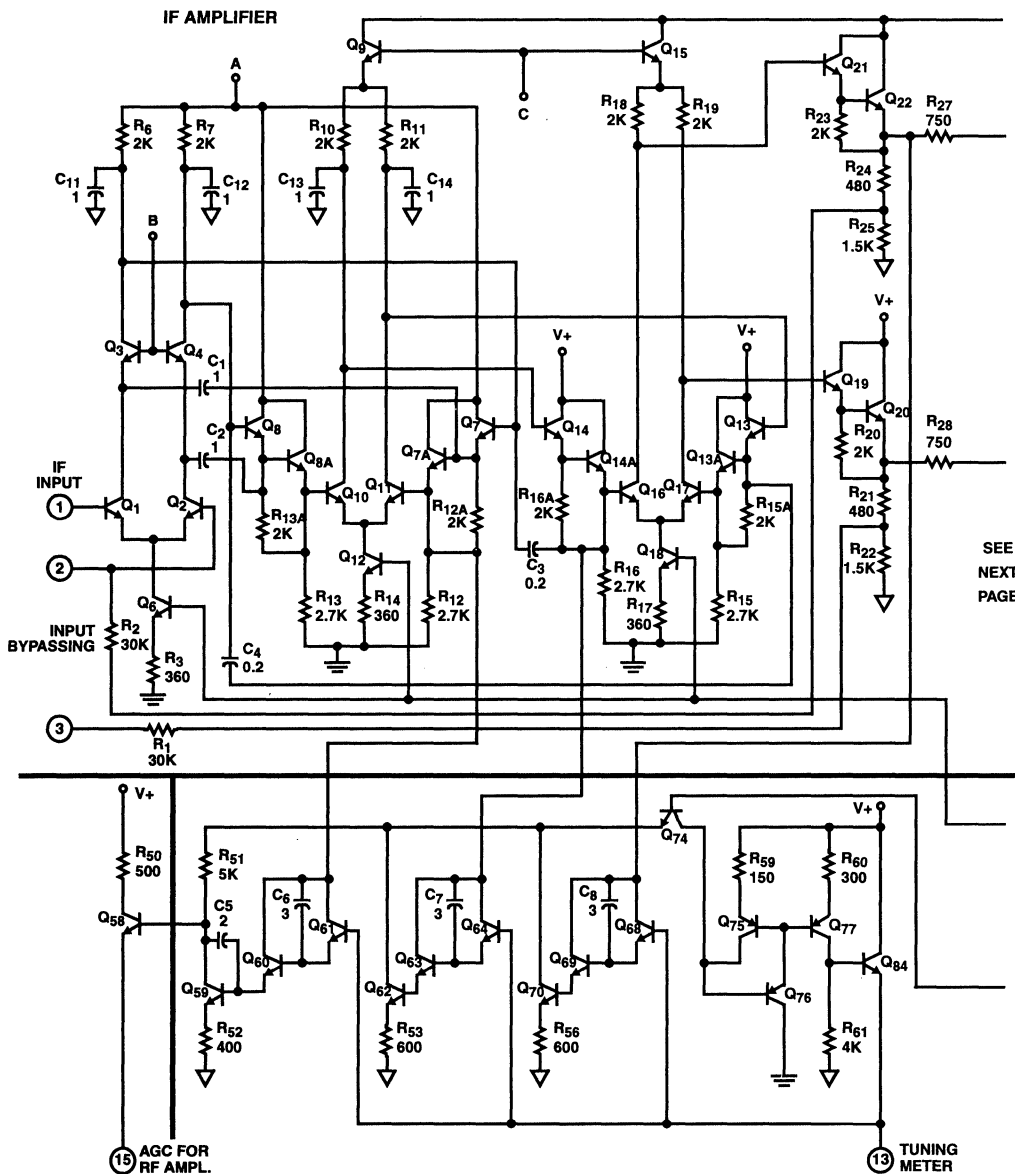 IF AMPLIFIER
A
B
C
Q9
Q15
Q21
Q22
R27
750
R6
2K
R7
2K
R10
2K
R11
2K
R18
2K
R19
2K
R23
2K
C11
1
C12
1
C13
1
C14
1
R24
480
R25
1.5K
V+
V+
V+
Q3
Q4
C1
1
Q8
Q7
Q14
Q13
Q19
Q20
R28
750
C2
1
Q8A
Q7A
Q14A
Q13A
R20
2K
IF
INPUT
1
Q1
Q2
R13A
2K
Q10
Q11
R12A
2K
R16A
2K
Q16
Q17
R15A
2K
R21
480
2
Q6
Q12
C3
0.2
Q18
R22
1.5K
SEE
NEXT
PAGE
INPUT
BYPASSING
R2
30K
R3
360
C4
0.2
R13
2.7K
R14
360
R12
2.7K
R16
2.7K
R17
360
R15
2.7K
3
R1
30K
V+
V+
Q74
R50
500
R51
5K
C5
2
C6
3
C7
3
C8
3
R59
150
R60
300
Q58
Q61
Q64
Q68
Q75
Q77
Q59
Q60
Q63
Q69
Q84
Q62
Q70
Q76
R52
400
R53
600
R56
600
R61
4K
15
AGC FOR
RF AMPL.
13
TUNING
METER